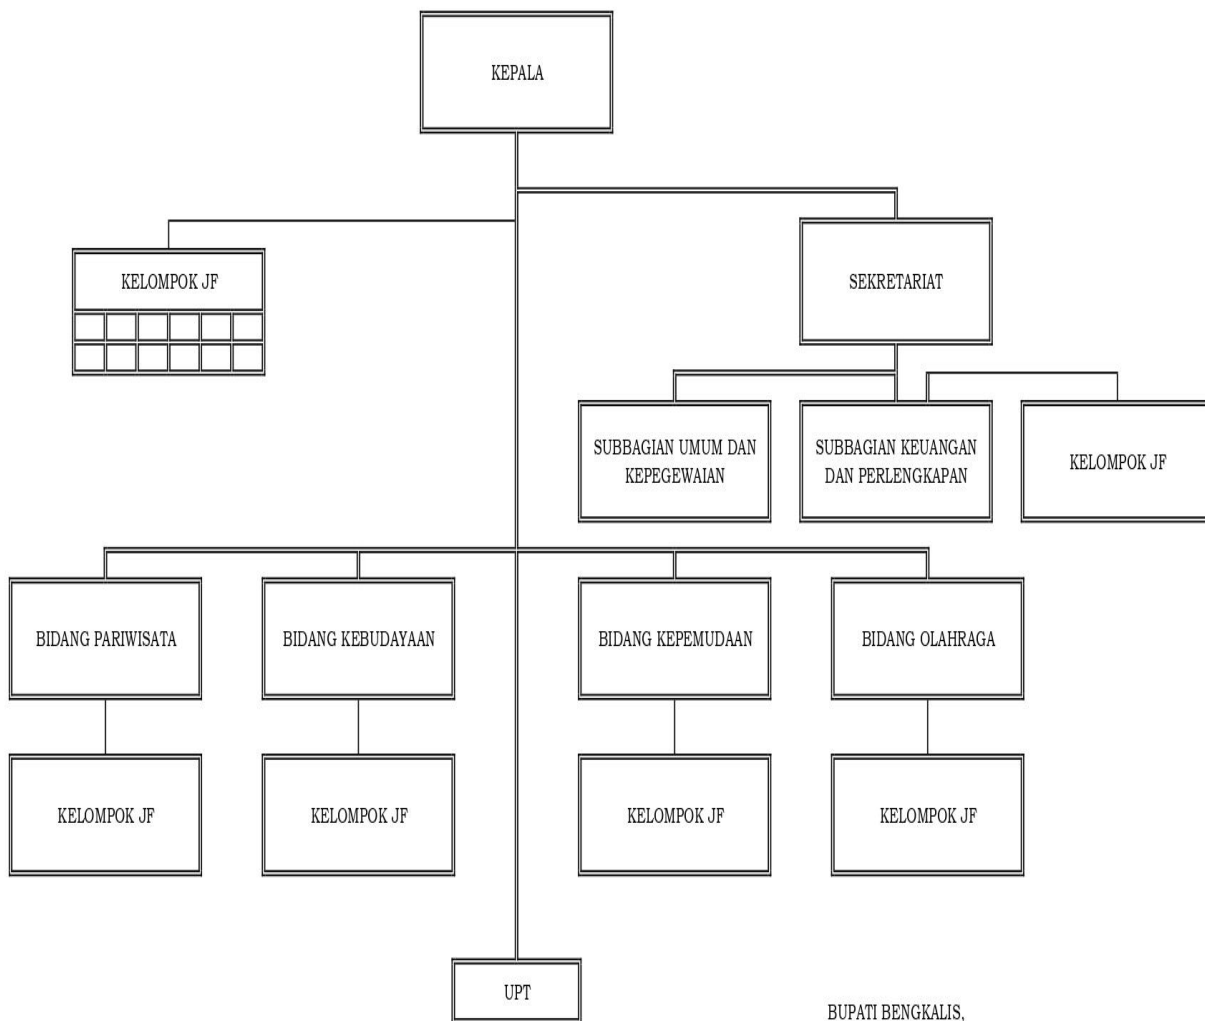 KEPALA
KELOMPOK JF
SEKRETARIAT
SUBBAGIAN UMUM DAN
KEPEGEWAIAN
SUBBAGIAN KEUANGAN
DAN PERLENGKAPAN
KELOMPOK JF
BIDANG PARIWISATA
BIDANG KEBUDAYAAN
BIDANG KEPEMUDAAN
BIDANG OLAHRAGA
KELOMPOK JF
KELOMPOK JF
KELOMPOK JF
KELOMPOK JF
UPT
BUPATI BENGKALIS,